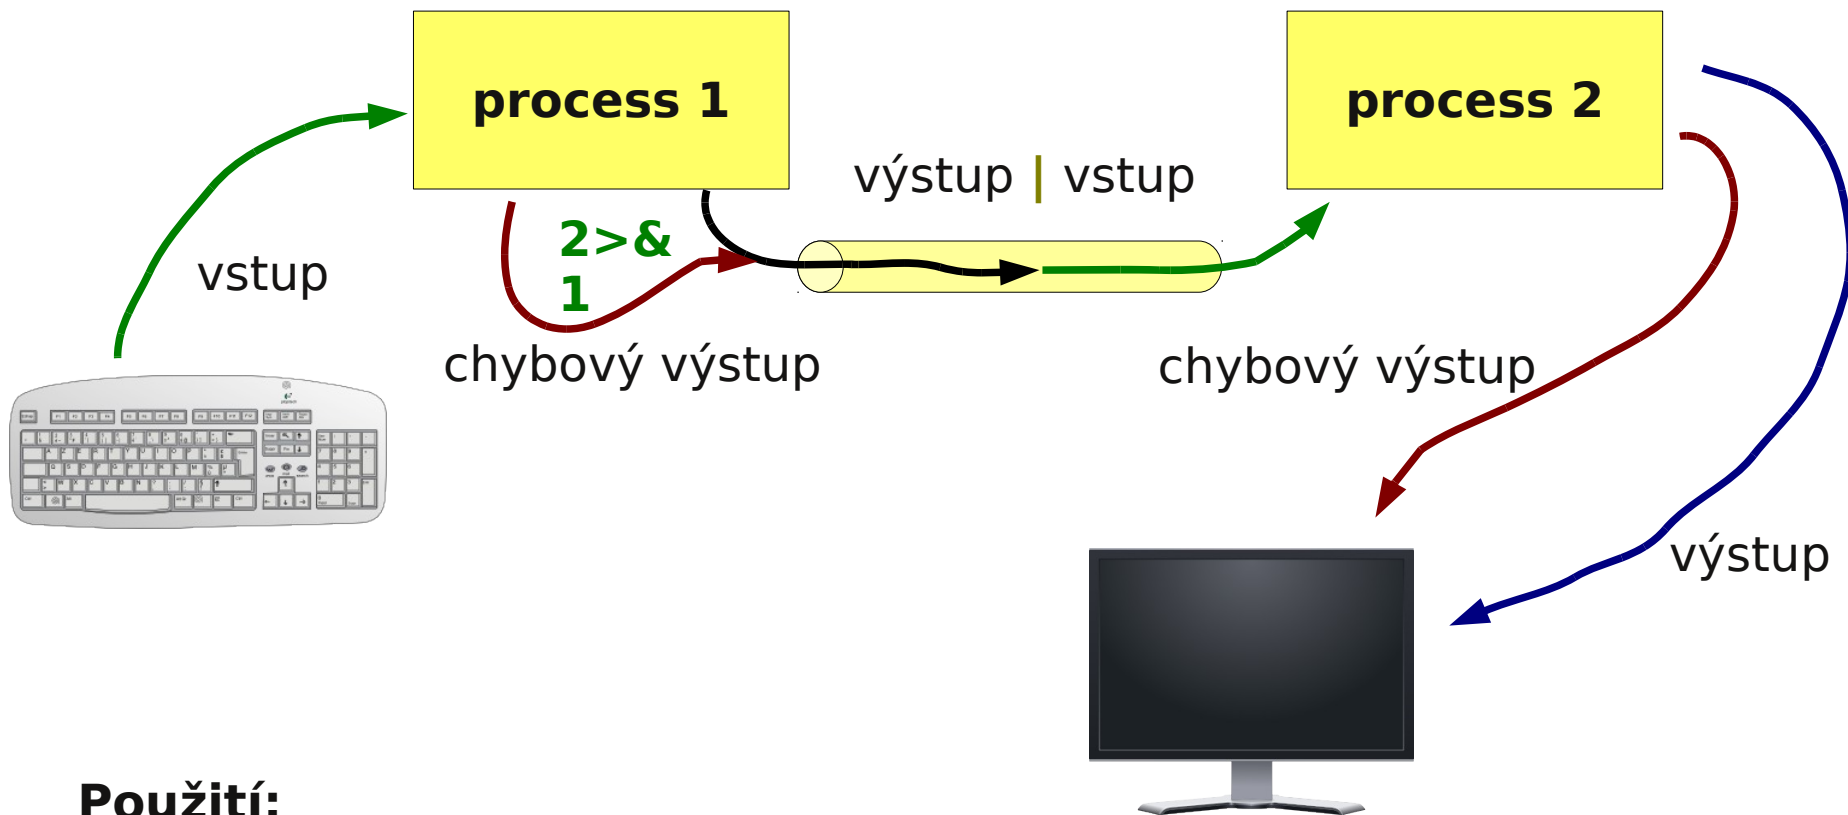 process 1
process 2
výstup | vstup
2>&
1
vstup
chybový výstup
chybový výstup
výstup
Použití: